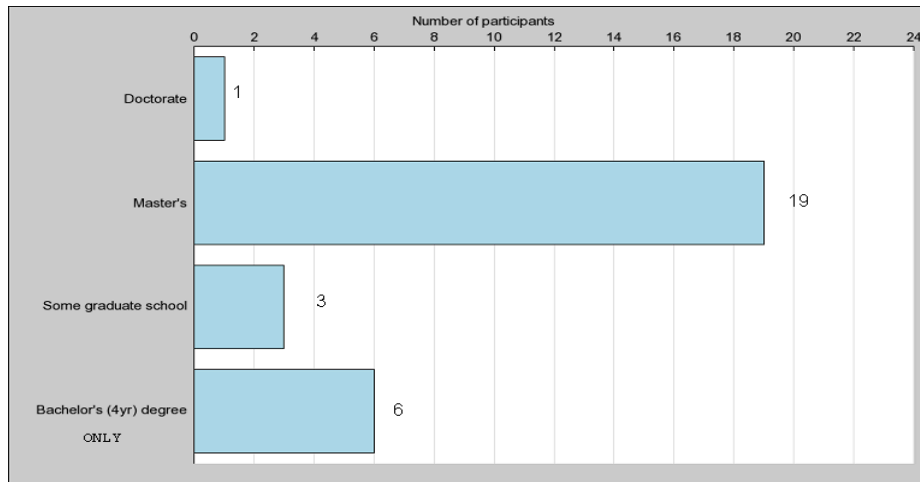 Number of participants
0 2 4 6 8 10 12 14 16 18 20 22 24
Doctorate 1
Master's 19
Some graduate school 3
Bachelor's (4yr) degree 6
ONLY